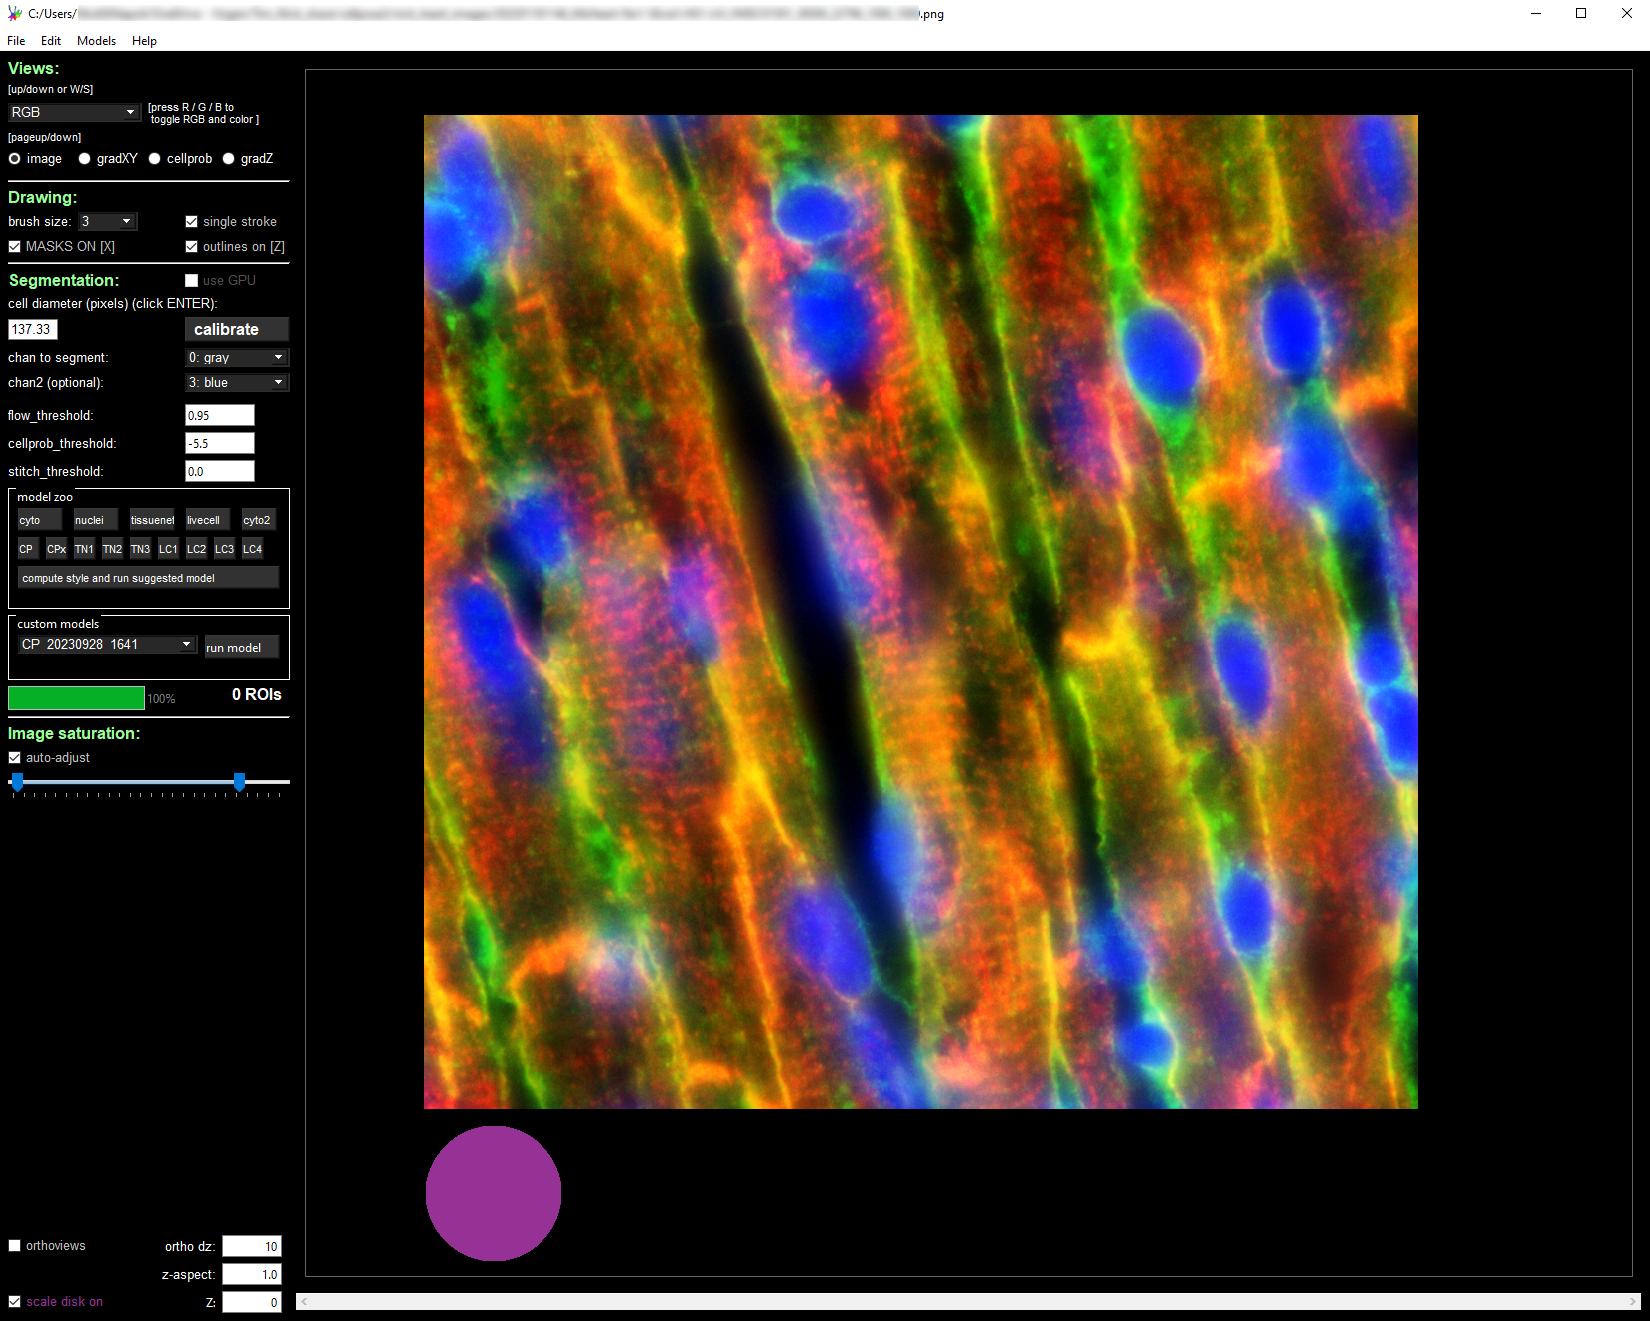 C:/Users/
.png
File Edit Models Help
Views:
[up/down or W/S]
RGB
[press R / G / B to
toggle RGB and color ]
[pageup/down]
image gradXY cellprob gradZ
Drawing:
brush size: 3 single stroke
MASKS ON [X] outlines on [Z]
Segmentation: use GPU
cell diameter (pixels) (click ENTER):
137.33 calibrate
chan to segment: 0: gray
chan2 (optional): 3: blue
flow_threshold: 0.95
cellprob_threshold: -5.5
stitch_threshold: 0.0
model zoo
cyto nuclei tissuenet livecell cyto2
CP CPx TN1 TN2 TN3 LC1 LC2 LC3 LC4
compute style and run suggested model
custom models
CP_20230928_1641 run model
100% 0 ROIs
Image saturation:
auto-adjust
orthoviews ortho dz: 10
z-aspect: 1.0
scale disk on Z: 0